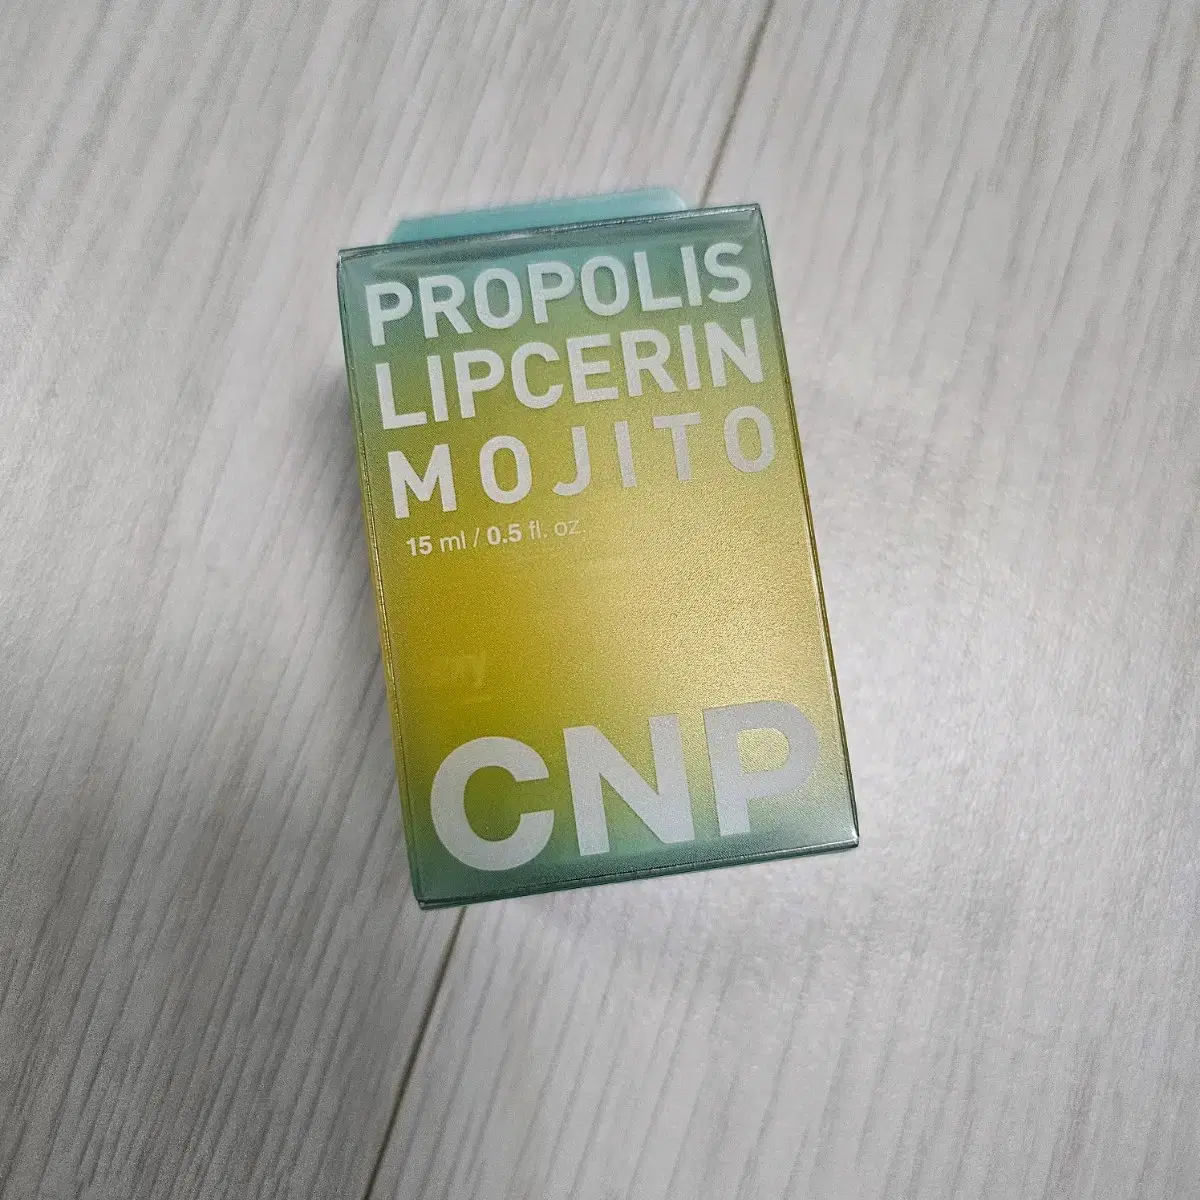 PROPOLIS
LIPCERIN
MOJITO
15 ml / 0.5 fl. oz.
CNP